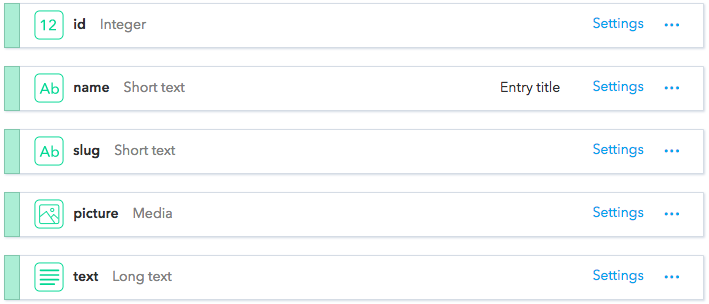 12 id Integer Settings ...
Ab name Short text Entry title Settings ...
Ab slug Short text Settings ...
picture Media Settings ...
text Long text Settings ...